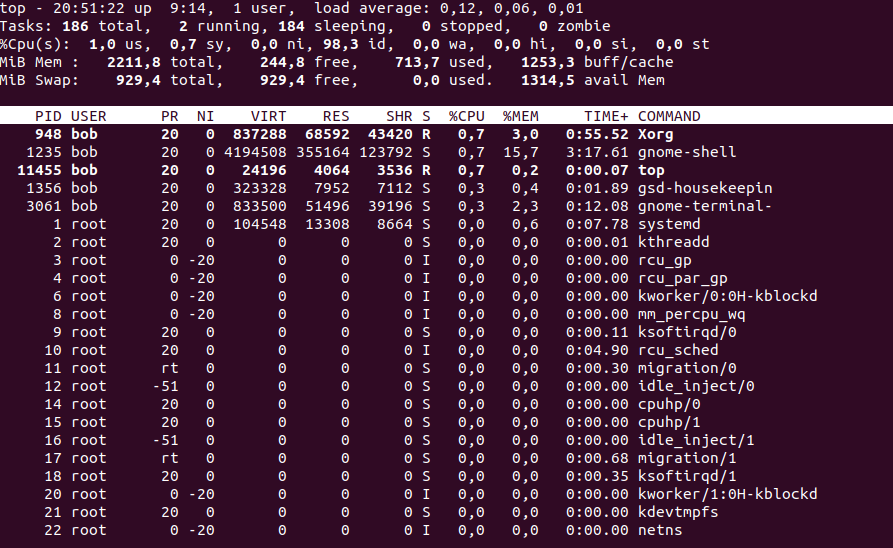 top - 20:51:22 up  9:14,  1 user,  load average: 0,12, 0,06, 0,01
Tasks: 186 total,   2 running, 184 sleeping,   0 stopped,   0 zombie
%Cpu(s):  1,0 us,  0,7 sy,  0,0 ni, 98,3 id,  0,0 wa,  0,0 hi,  0,0 si,  0,0 st
MiB Mem :   2211,8 total,    244,8 free,    713,7 used,   1253,3 buff/cache
MiB Swap:    929,4 total,    929,4 free,      0,0 used.   1314,5 avail Mem
    PID USER      PR  NI    VIRT    RES    SHR S  %CPU  %MEM     TIME+ COMMAND
    948 bob       20   0  837288  68592  43420 R   0,7   3,0   0:55.52 Xorg
   1235 bob       20   0 4194508 355164 123792 S   0,7  15,7   3:17.61 gnome-shell
  11455 bob       20   0   24196   4064   3536 R   0,7   0,2   0:00.07 top
   1356 bob       20   0  323328   7952   7112 S   0,3   0,4   0:01.89 gsd-housekeepin
   3061 bob       20   0  833500  51496  39196 S   0,3   2,3   0:12.08 gnome-terminal-
      1 root      20   0  104548  13308   8664 S   0,0   0,6   0:07.78 systemd
      2 root      20   0       0      0      0 S   0,0   0,0   0:00.01 kthreadd
      3 root       0 -20       0      0      0 I   0,0   0,0   0:00.00 rcu_gp
      4 root       0 -20       0      0      0 I   0,0   0,0   0:00.00 rcu_par_gp
      6 root       0 -20       0      0      0 I   0,0   0,0   0:00.00 kworker/0:0H-kblockd
      8 root       0 -20       0      0      0 I   0,0   0,0   0:00.00 mm_percpu_wq
      9 root      20   0       0      0      0 S   0,0   0,0   0:00.11 ksoftirqd/0
     10 root      20   0       0      0      0 I   0,0   0,0   0:04.90 rcu_sched
     11 root      rt   0       0      0      0 S   0,0   0,0   0:00.30 migration/0
     12 root     -51   0       0      0      0 S   0,0   0,0   0:00.00 idle_inject/0
     14 root      20   0       0      0      0 S   0,0   0,0   0:00.00 cpuhp/0
     15 root      20   0       0      0      0 S   0,0   0,0   0:00.00 cpuhp/1
     16 root     -51   0       0      0      0 S   0,0   0,0   0:00.00 idle_inject/1
     17 root      rt   0       0      0      0 S   0,0   0,0   0:00.68 migration/1
     18 root      20   0       0      0      0 S   0,0   0,0   0:00.35 ksoftirqd/1
     20 root       0 -20       0      0      0 I   0,0   0,0   0:00.00 kworker/1:0H-kblockd
     21 root      20   0       0      0      0 S   0,0   0,0   0:00.00 kdevtmpfs
     22 root       0 -20       0      0      0 I   0,0   0,0   0:00.00 netns